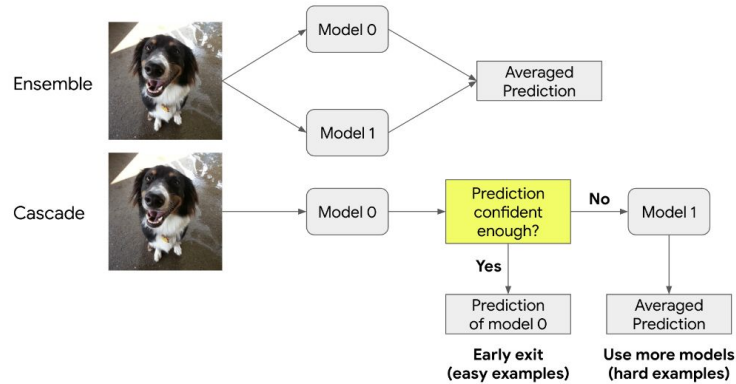 Ensemble
Model 0
Model 1
Averaged
Prediction
Cascade
Model 0
Prediction
confident
enough?
No
Model 1
Yes
Prediction
of model 0
Averaged
Prediction
Early exit
(easy examples)
Use more models
(hard examples)